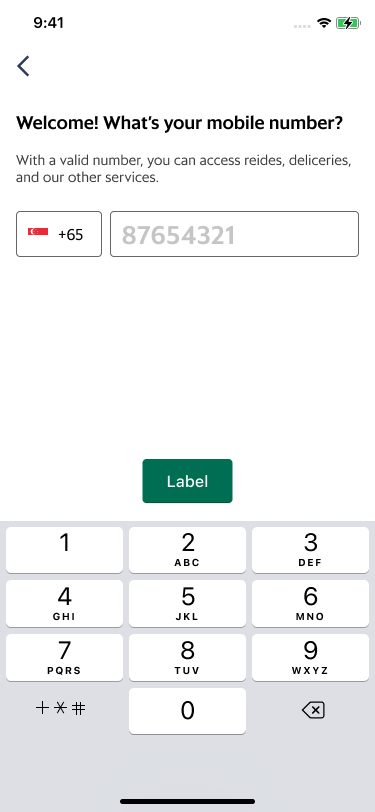 9:41
Welcome! What's your mobile number?
With a valid number, you can access reides, deliceries,
and our other services.
+65
87654321
Label
1
2
ABC
3
DEF
4
GHI
5
JKL
6
MNO
7
PQRS
8
TUV
9
WXYZ
+*#
0